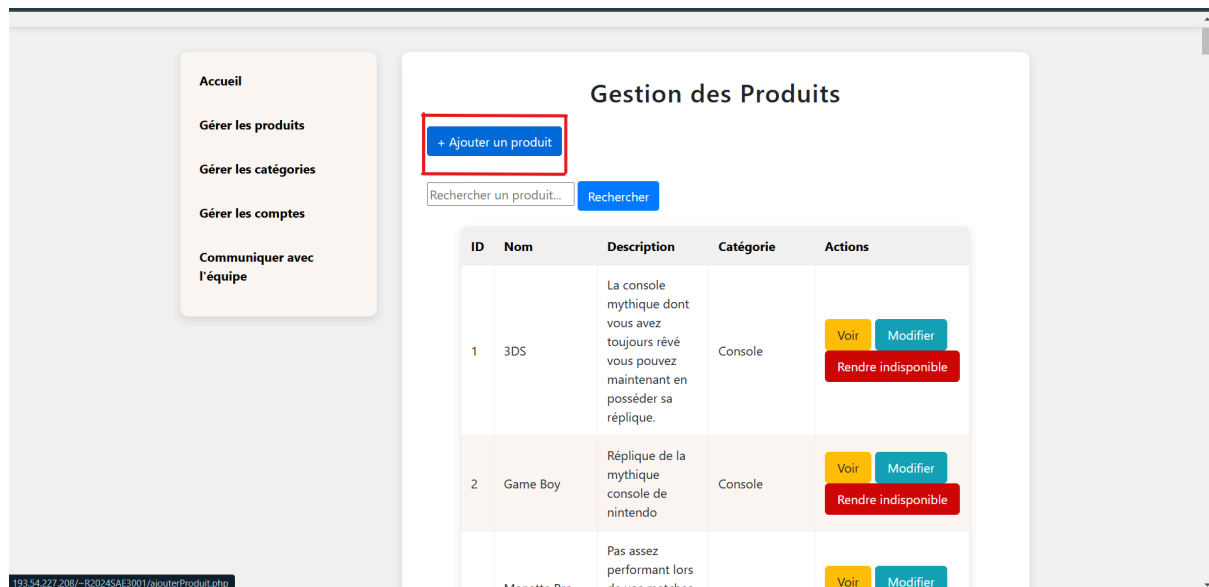 Accueil
Gérer les produits
Gérer les catégories
Gérer les comptes
Communiquer avec
l'équipe
Gestion des Produits
+ Ajouter un produit
Rechercher un produit... Rechercher
ID Nom Description Catégorie Actions
La console
mythique dont
vous avez
toujours rêvé
vous pouvez
maintenant en
posséder sa
réplique.
1 3DS Console
Voir Modifier
Rendre indisponible
Réplique de la
mythique
console de
nintendo
2 Game Boy Console
Voir Modifier
Rendre indisponible
Pas assez
performant lors
Voir Modifier
193.54.227.208/~R2024SAE3001/ajouterProduit.php